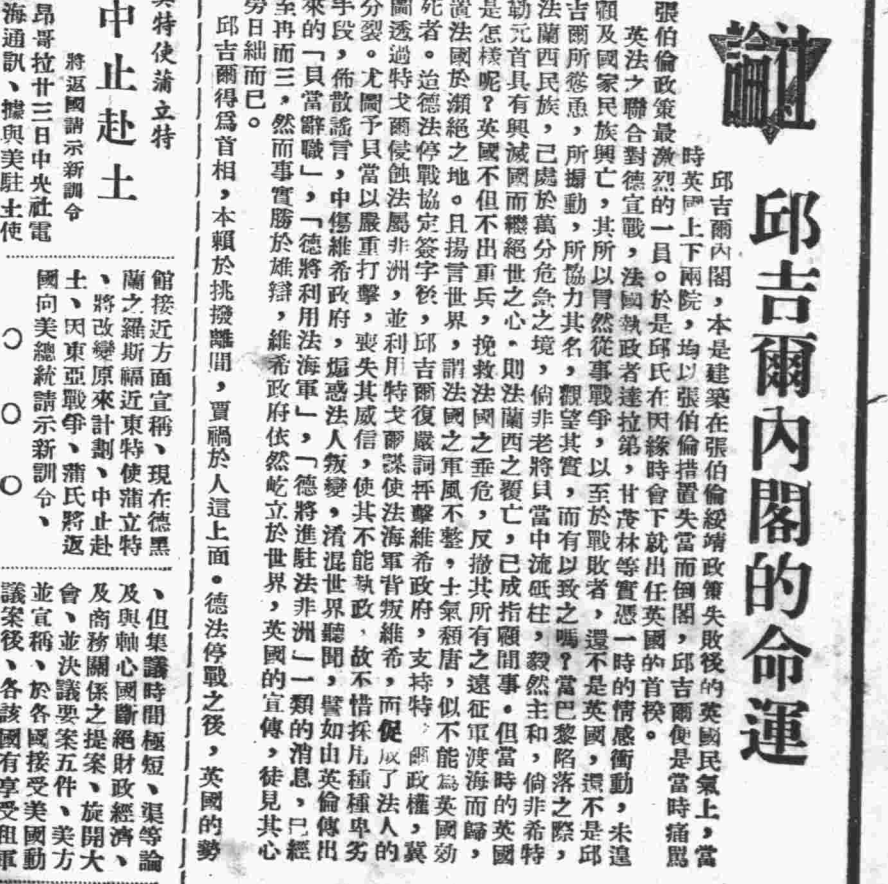 社論
邱吉爾內閣的命運
邱吉爾內閣，本是建築在張伯倫綏靖政策失敗後的英國民氣上，當
時英國上下兩院，均以張伯倫措置失當而倒閣，邱吉爾便是當時痛罵
張伯倫政策最激烈的一員。於是邱氏在因緣時會下就出任英國的首揆。
英法之聯合對德宣戰，法國執政者達拉第，甘茂林等實憑一時的情感衝動，未遑
顧及國家民族興亡，其所以冒然從事戰爭，以至於戰敗者，還不是英國，還不是邱
吉爾所慫恿，所搧動，所協力其名，觀望其實，而有以致之嗎？當巴黎陷落之際，
法蘭西民族，已處於萬分危急之境，倘非老將貝當中流砥柱，毅然主和，倘非希特
勒元首具有興滅國而繼絕世之心。則法蘭西之覆亡，已成指顧間事。但當時的英國
是怎樣呢？英國不但不出重兵，挽救法國之垂危，反撤其所有之遠征軍渡海而歸，
置法國於瀕絕之地。且揚言世界，謂法國之軍風不整，士氣頹唐，似不能為英國効
死者。迨德法停戰協定簽字後，邱吉爾復嚴詞抨擊維希政府，支持特爾政權，冀
圖透過特戈爾侵蝕法屬非洲，並利用特戈爾謀使法海軍背叛維希，而促成了法人的
分裂。尤圖予貝當以嚴重打擊，喪失其威信，使其不能執政，故不惜採用種種卑劣
手段，佈散謠言，中傷維希政府，煽惑法人叛變，淆混世界聽聞，譬如由英倫傳出
來的「貝當辭職」，「德將利用法海軍」，「德將進駐法非洲」一類的消息，已經
至再而三，然而事實勝於雄辯，維希政府依然屹立於世界，英國的宣傳，徒見其心
勞日絀而已。
邱吉爾得為首相，本賴於挑撥離間，賈禍於人這上面。德法停戰之後，英國的勢
特使蒲立特
中止赴土
將返國請示新訓令
昂哥拉廿三日中央社電
海通訊、據與美駐土使
館接近方面宣稱、現在德黑
蘭之羅斯福近東特使蒲立特
、將改變原來計劃、中止赴
土、因東亞戰爭、蒲氏將返
國向美總統請示新訓令、
○○○
、但集議時間極短、渠等論
及與軸心國斷絕財政經濟、
及商務關係之提案、旋開大
會、並決議要案五件、美方
並宣稱、於各國接受美國動
議案後、各該國有享受租軍